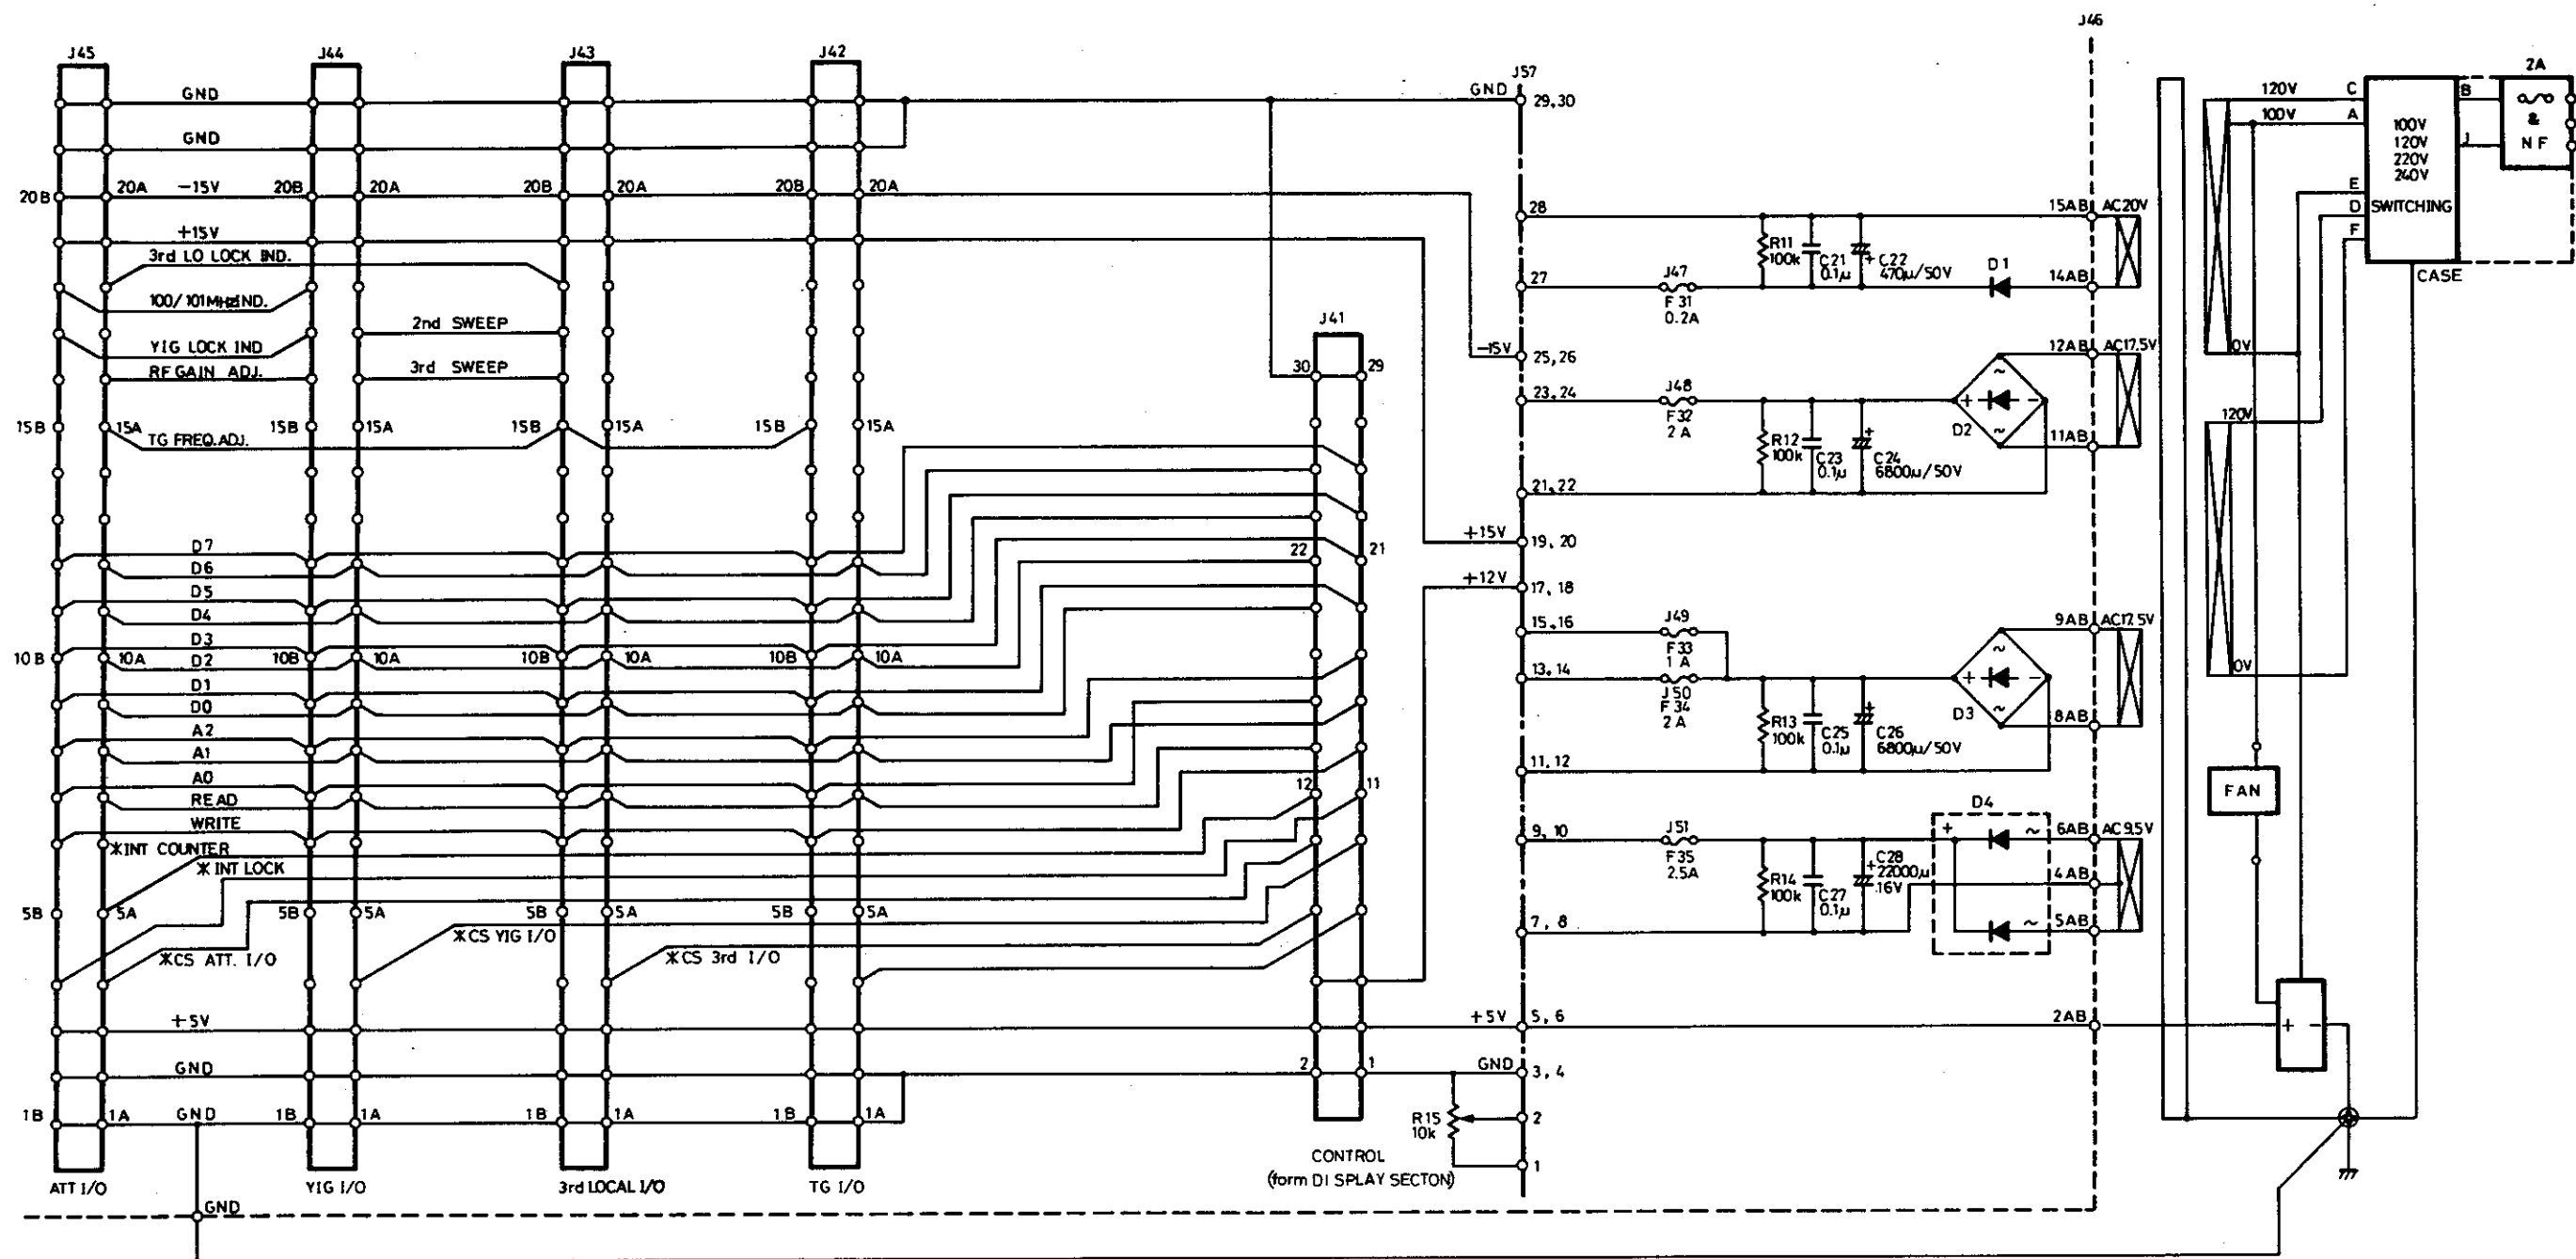 J46
J45
J44
J43
J42
J57
2A
GND
GND
29,30
120V
C
B
100V
A
100V
120V
220V
240V
&
NF
J
GND
20B
20A
-15V
20B
20A
20B
20A
20B
20A
E
D
SWITCHING
F
28
15AB
AC20V
+15V
3rd LO LOCK IND.
R11
100k
C21
0.1μ
+
C22
470μ/50V
D1
27
J47
F31
0.2A
14AB
CASE
100/101MHz IND.
2nd SWEEP
J41
YIG LOCK IND
-15V
25,26
12AB
AC17.5V
0V
RF GAIN ADJ.
3rd SWEEP
30
29
23,24
J48
F32
2A
~
+
-
~
D2
11AB
15B
15A
TG FREQ.ADJ.
15B
15A
15B
15A
15B
15A
R12
100k
C23
0.1μ
+
C24
6800μ/50V
120V
21,22
D7
+15V
19,20
22
21
D6
D5
+12V
17,18
D4
15,16
J49
F33
1A
9AB
AC17.5V
D3
10B
10A
D2
10B
10A
10B
10A
10B
10A
13,14
J50
F34
2A
~
+
-
~
D3
8AB
0V
D1
D0
R13
100k
C25
0.1μ
+
C26
6800μ/50V
A2
A1
11,12
A0
READ
12
11
FAN
WRITE
9,10
J51
F35
2.5A
D4
+
~
~
6AB
AC9.5V
*INT COUNTER
*INT LOCK
R14
100k
C27
0.1μ
+
C28
22000μ
16V
4AB
5B
5A
5B
5A
5B
5A
5B
5A
7,8
5AB
*CS YIG I/O
*CS ATT. I/O
*CS 3rd I/O
+5V
+5V
5,6
2AB
+
-
GND
2
1
GND
3,4
1B
1A
GND
1B
1A
1B
1A
1B
1A
R15
10k
2
1
CONTROL
(form DI SPLAY SECTON)
ATT I/O
YIG I/O
3rd LOCAL I/O
TG I/O
GND